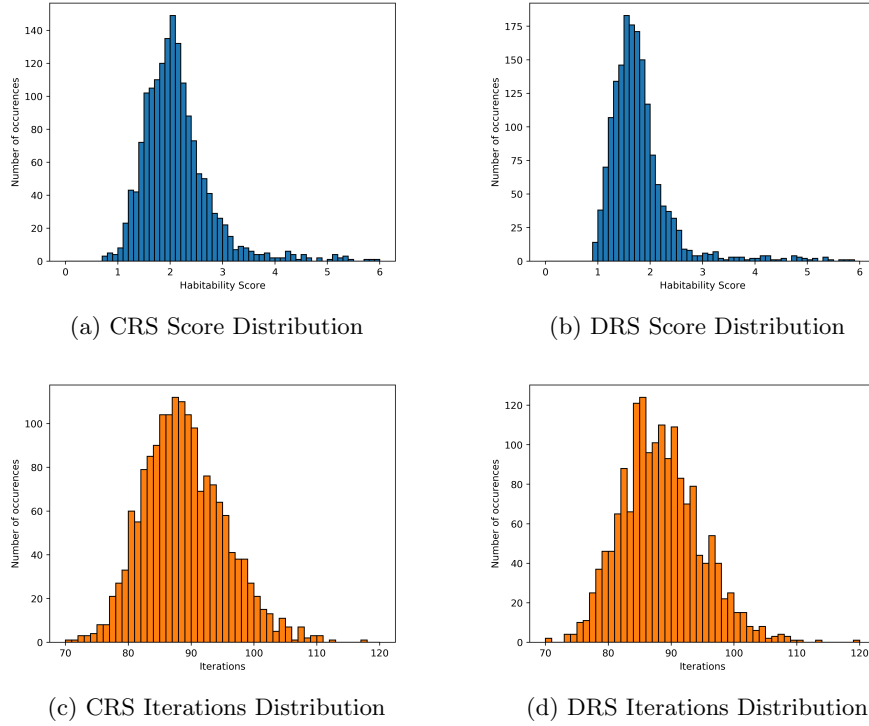 Number of occurences
140
120
100
80
60
40
20
0
0 1 2 3 4 5 6
Habitability Score
(a) CRS Score Distribution
Number of occurences
175
150
125
100
75
50
25
0
0 1 2 3 4 5 6
Habitability Score
(b) DRS Score Distribution
Number of occurences
100
80
60
40
20
0
70 80 90 100 110 120
Iterations
(c) CRS Iterations Distribution
Number of occurences
120
100
80
60
40
20
0
70 80 90 100 110 120
Iterations
(d) DRS Iterations Distribution